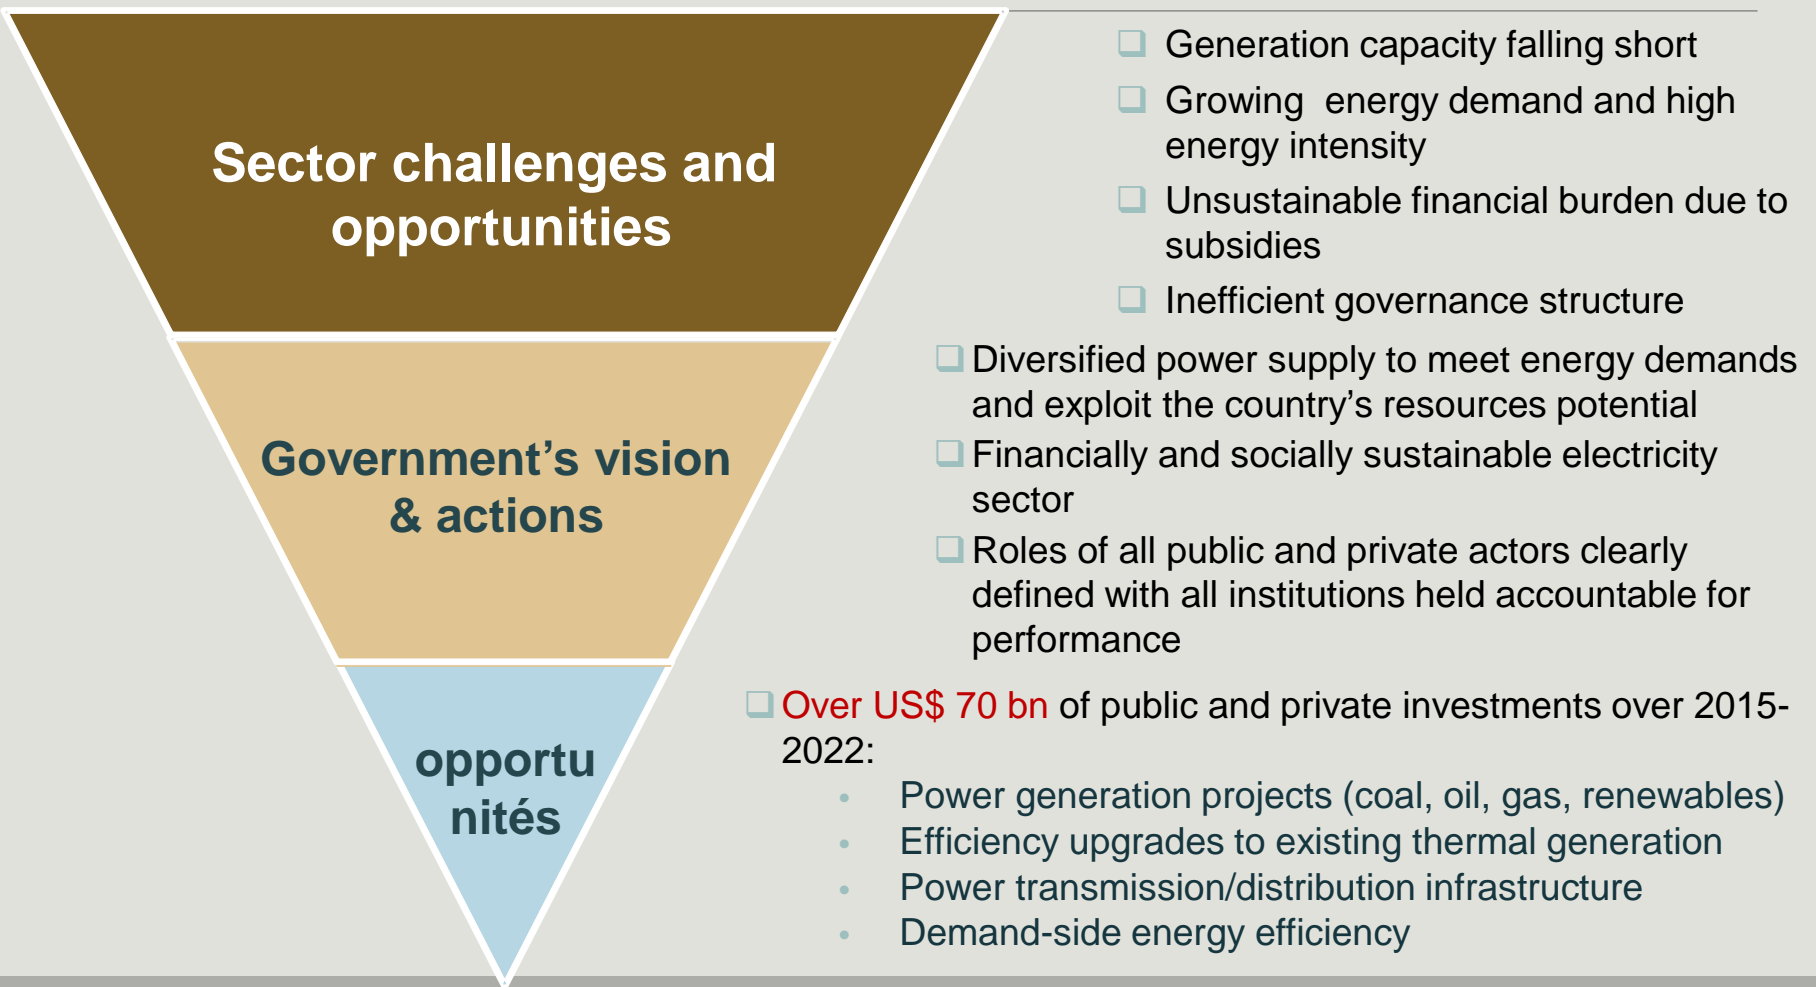 Sector challenges and
opportunities
❑ Generation capacity falling short
❑ Growing  energy demand and high
energy intensity
❑ Unsustainable financial burden due to
subsidies
❑ Inefficient governance structure
Government’s vision
& actions
❑ Diversified power supply to meet energy demands
and exploit the country’s resources potential
❑ Financially and socially sustainable electricity
sector
❑ Roles of all public and private actors clearly
defined with all institutions held accountable for
performance
opportu
nités
❑ Over US$ 70 bn of public and private investments over 2015-
2022:
• Power generation projects (coal, oil, gas, renewables)
• Efficiency upgrades to existing thermal generation
• Power transmission/distribution infrastructure
• Demand-side energy efficiency